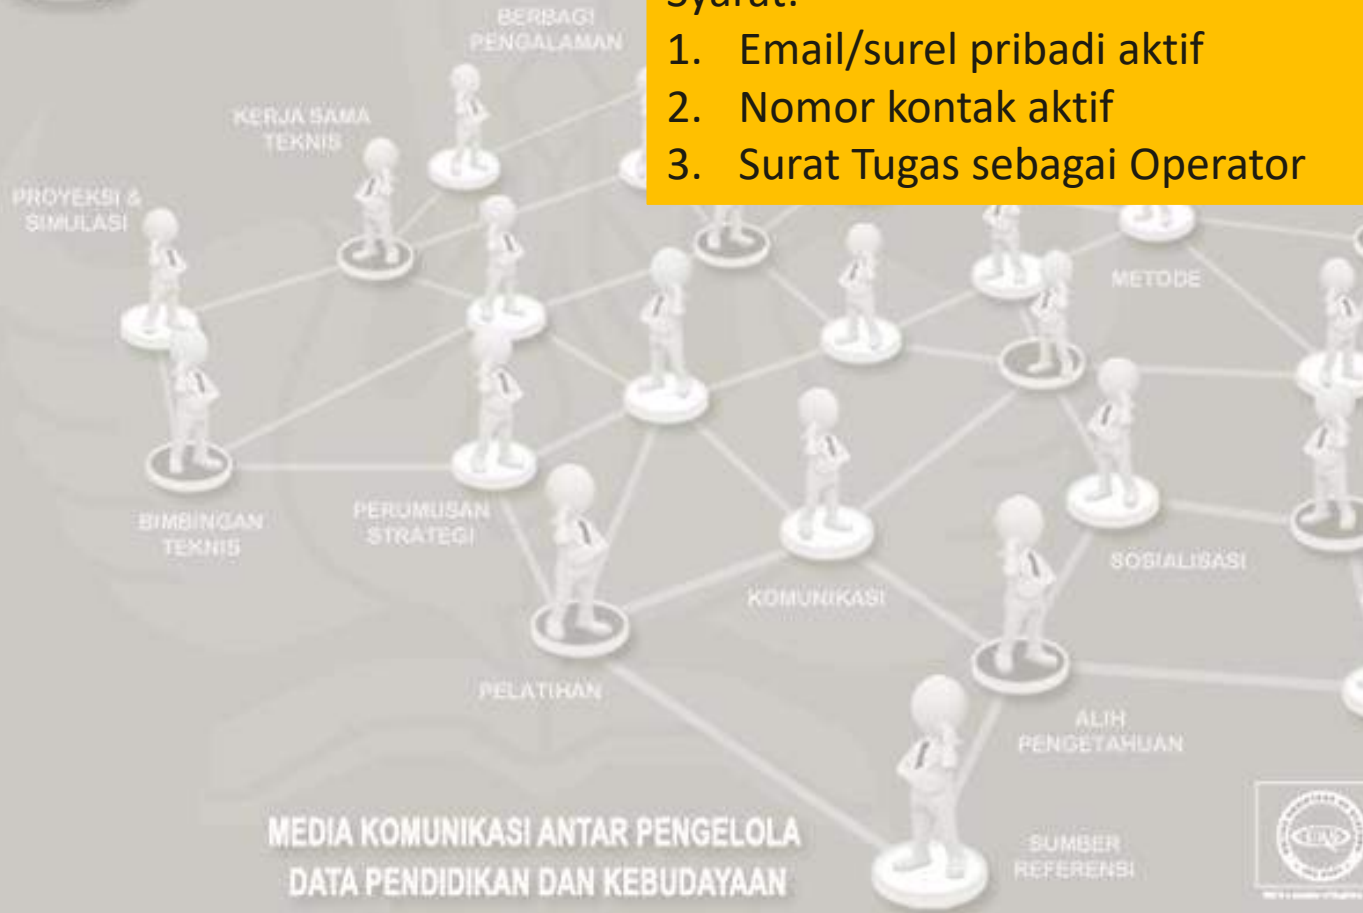 Syarat:
1. Email/surel pribadi aktif
2. Nomor kontak aktif
3. Surat Tugas sebagai Operator
BERBAGI
PENGALAMAN
KERJA SAMA
TEKNIS
PROYEKSI &
SIMULASI
METODE
BIMBINGAN
TEKNIS
PERUMUSAN
STRATEGI
SOSIALISASI
KOMUNIKASI
PELATIHAN
ALIH
PENGETAHUAN
SUMBER
REFERENSI
MEDIA KOMUNIKASI ANTAR PENGELOLA
DATA PENDIDIKAN DAN KEBUDAYAAN